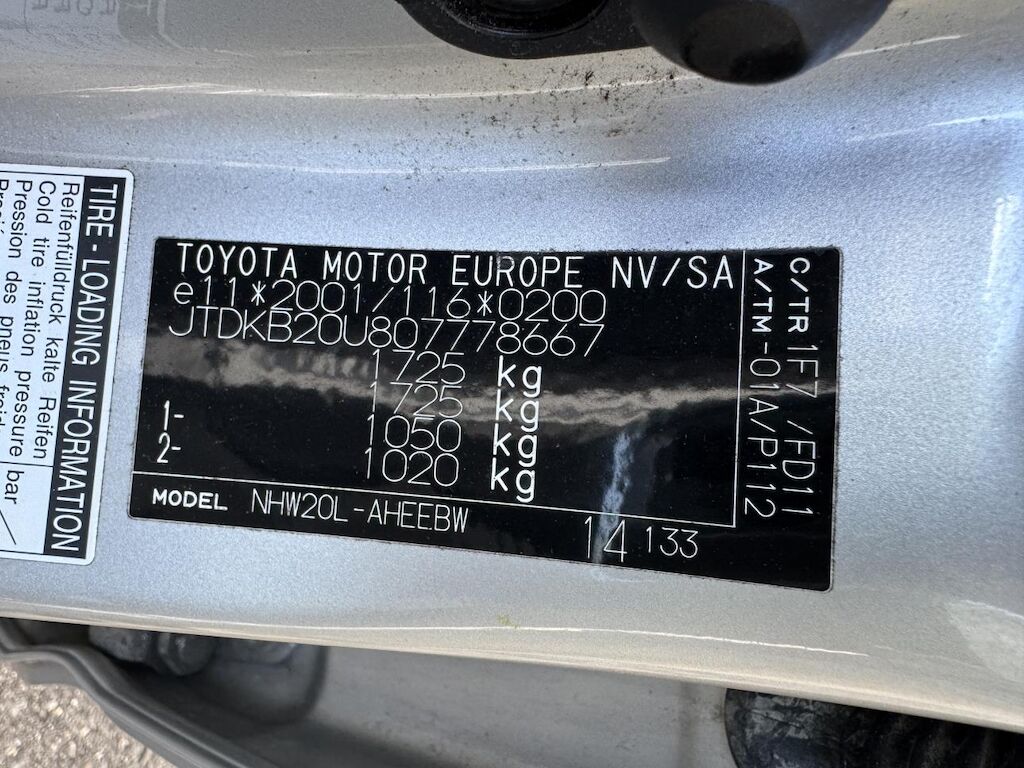 TIRE-LOADING INFORMATION
Reifenfülldruck kalte Reifen
Cold tire inflation pressure
Pression des pneus froid
bar /
TOYOTA MOTOR EUROPE NV/SA
e11*2001/116*0200
JTDKB20U807778667
1725 kg
1725 kg
1- 1050 kg
2- 1020 kg
MODEL NHW20L-AHEEBW
14 133
C/TR 1F7 /FD11
A/TM-01A/P112